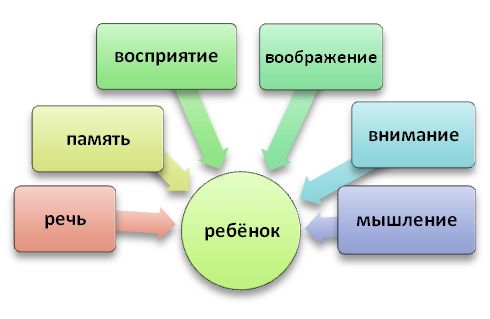 восприятие
воображение
память
внимание
речь
ребёнок
мышление